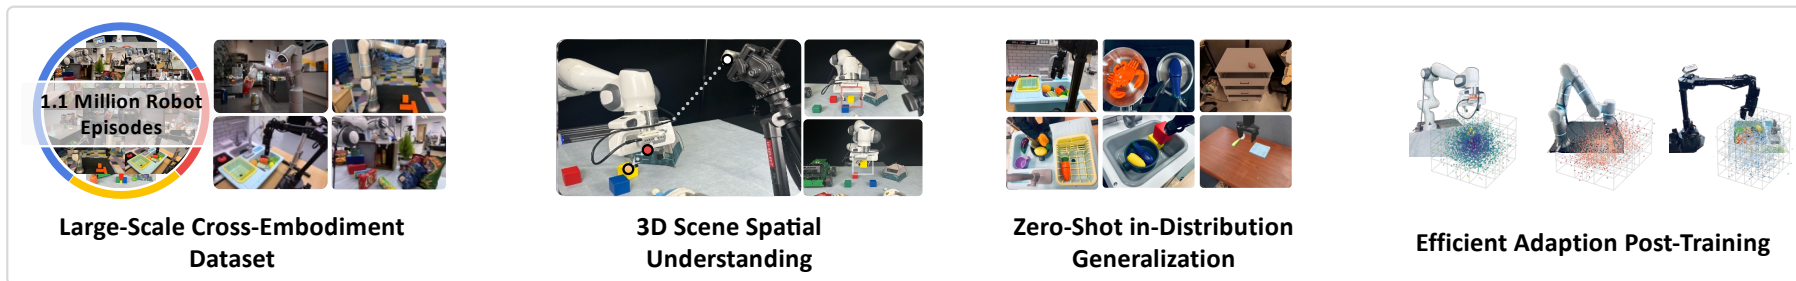 1.1 Million Robot
Episodes
Large-Scale Cross-Embodiment
Dataset
3D Scene Spatial
Understanding
Zero-Shot in-Distribution
Generalization
Efficient Adaption Post-Training